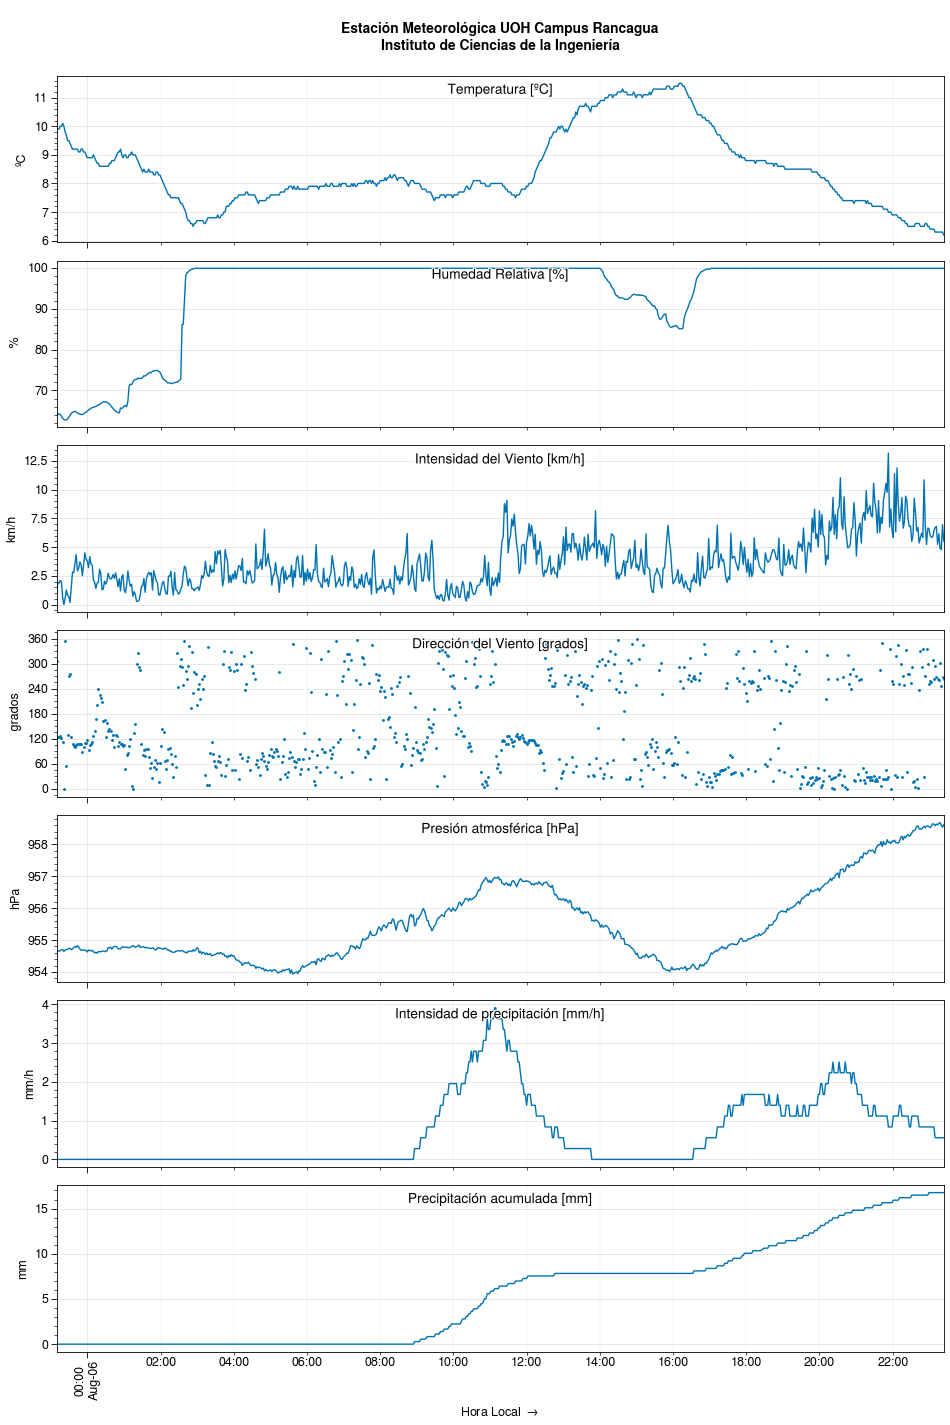 Estación Meteorológica UOH Campus Rancagua
Instituto de Ciencias de la Ingeniería
Temperatura [ºC]
ºC
11
10
9
8
7
6
Humedad Relativa [%]
%
100
90
80
70
Intensidad del Viento [km/h]
km/h
12.5
10
7.5
5
2.5
0
Dirección del Viento [grados]
grados
360
300
240
180
120
60
0
Presión atmosférica [hPa]
hPa
958
957
956
955
954
Intensidad de precipitación [mm/h]
mm/h
4
3
2
1
0
Precipitación acumulada [mm]
mm
15
10
5
0
00:00
Aug-06
02:00
04:00
06:00
08:00
10:00
12:00
14:00
16:00
18:00
20:00
22:00
Hora Local →